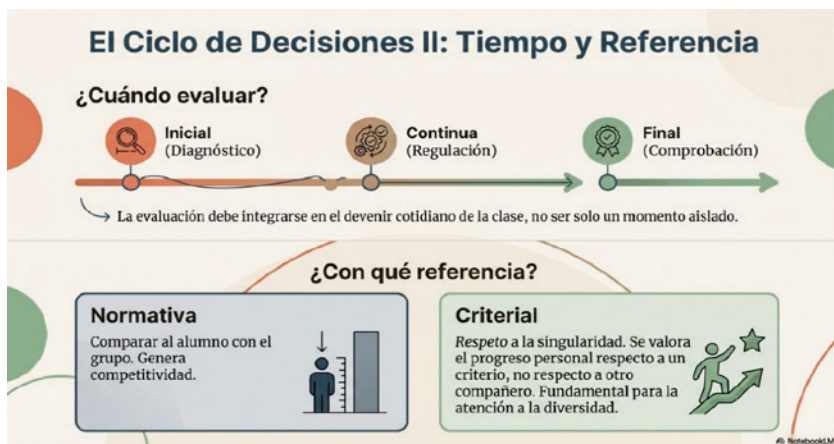 El Ciclo de Decisiones II: Tiempo y Referencia
¿Cuándo evaluar?
Inicial
(Diagnóstico)
Continua
(Regulación)
Final
(Comprobación)
La evaluación debe integrarse en el devenir cotidiano de la clase, no ser solo un momento aislado.
¿Con qué referencia?
Normativa
Comparar al alumno con el
grupo. Genera
competitividad.
Criterial
Respeto a la singularidad. Se valora
el progreso personal respecto a un
criterio, no respecto a otro
compañero. Fundamental para la
atención a la diversidad.
NotebookLM